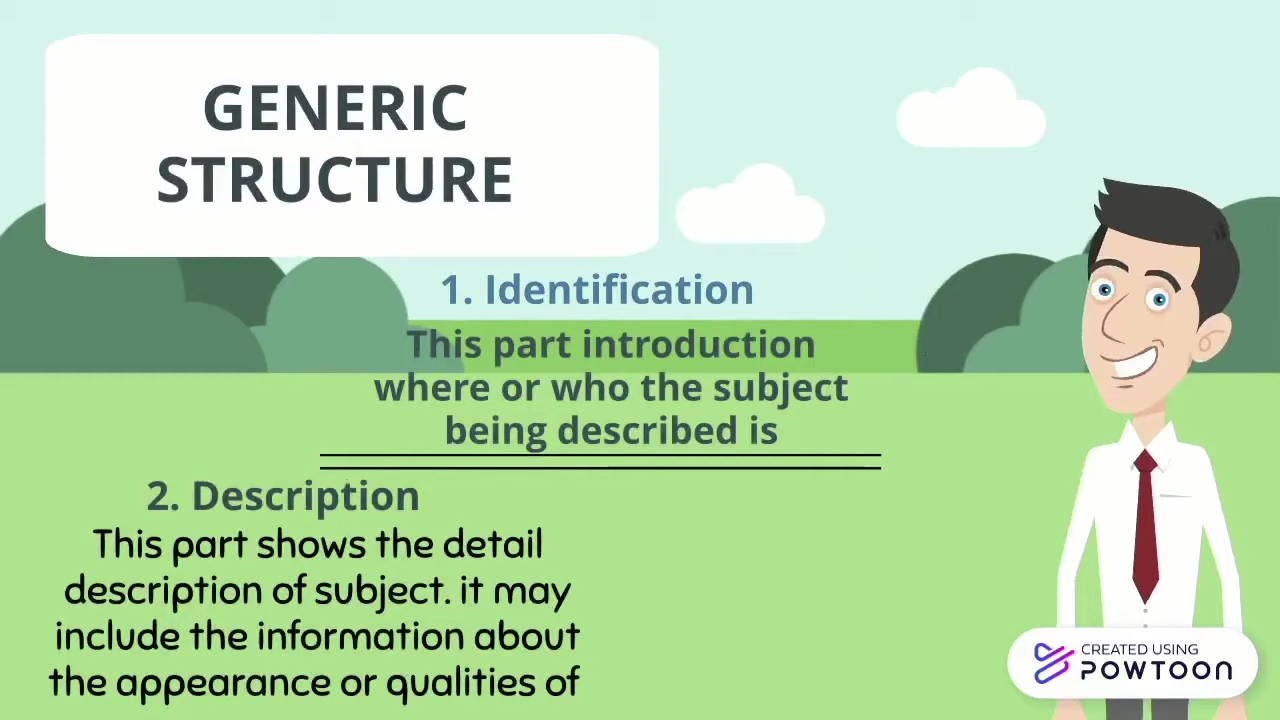 GENERIC
STRUCTURE
1. Identification
This part introduction
where or who the subject
being described is
2. Description
This part shows the detail
description of subject. it may
include the information about
the appearance or qualities of
CREATED USING
POWTOON